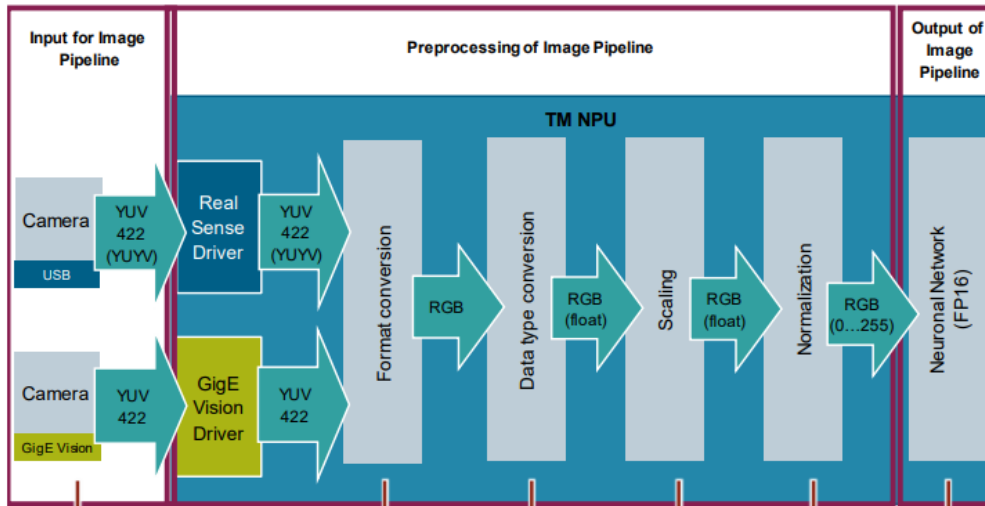 Input for Image
Pipeline
Preprocessing of Image Pipeline
Output of
Image
Pipeline
TM NPU
Camera
USB
YUV
422
(YUYV)
Real
Sense
Driver
YUV
422
(YUYV)
Camera
GigE Vision
YUV
422
GigE
Vision
Driver
YUV
422
Format conversion
RGB
Data type conversion
RGB
(float)
Scaling
RGB
(float)
Normalization
RGB
(0...255)
Neuronal Network
(FP16)